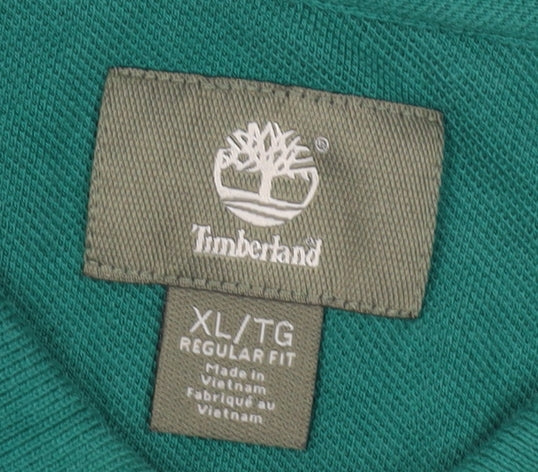 ®
Timberland
XL/TG
REGULAR FIT
Made in
Vietnam
Fabriqué au
Vietnam